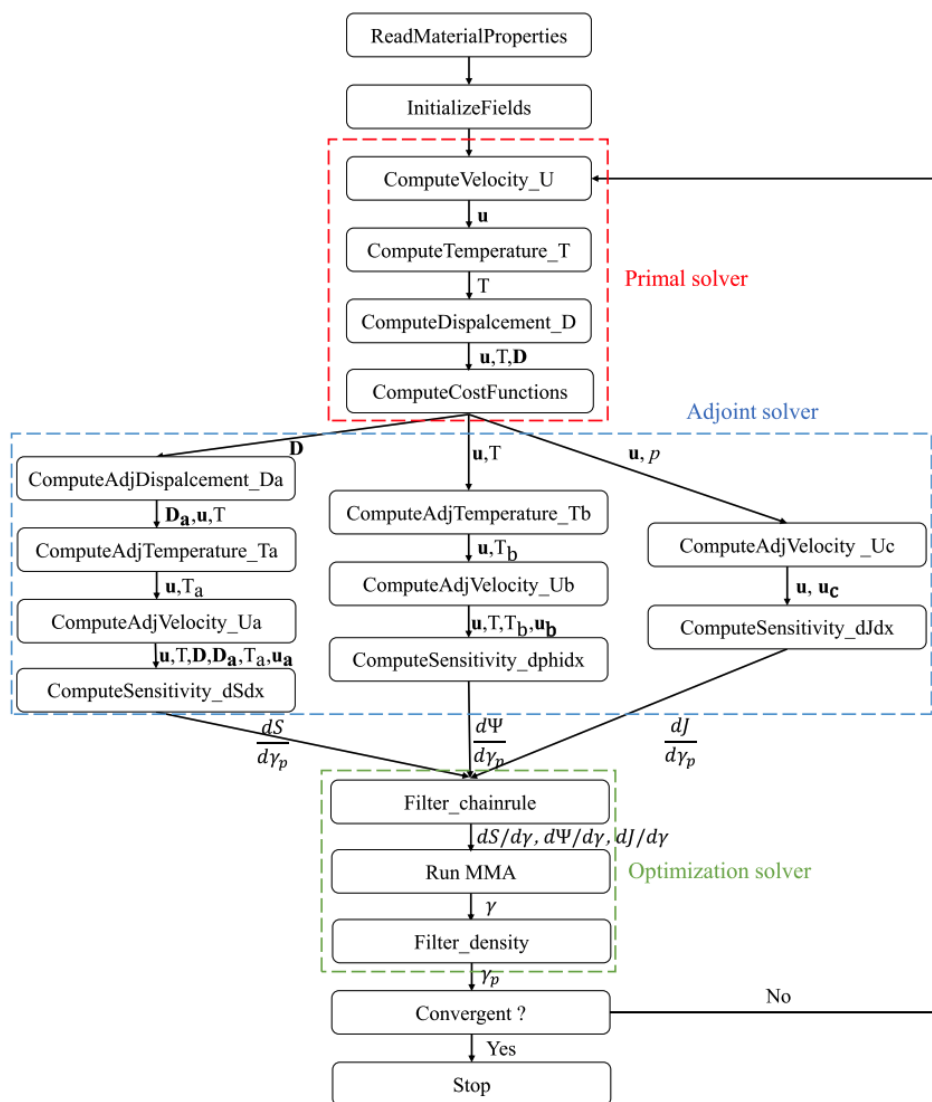 ReadMaterialProperties
InitializeFields
ComputeVelocity_U
u
ComputeTemperature_T
Primal solver
T
ComputeDispalcement_D
u,T,D
ComputeCostFunctions
Adjoint solver
D
u,T
u, p
ComputeAdjDispalcement_Da
Da,u,T
ComputeAdjTemperature_Ta
u,Ta
ComputeAdjVelocity_Ua
u,T,D,Da,Ta,ua
ComputeSensitivity_dSdx
ComputeAdjTemperature_Tb
u,Tb
ComputeAdjVelocity_Ub
u,T,Tb,ub
ComputeSensitivity_dphidx
ComputeAdjVelocity _Uc
u, uc
ComputeSensitivity_dJdx
dS
dγp
dΨ
dγp
dJ
dγp
Filter_chainrule
dS/dγ, dΨ/dγ, dJ/dγ
Run MMA
Optimization solver
γ
Filter_density
γp
Convergent ?
No
Yes
Stop